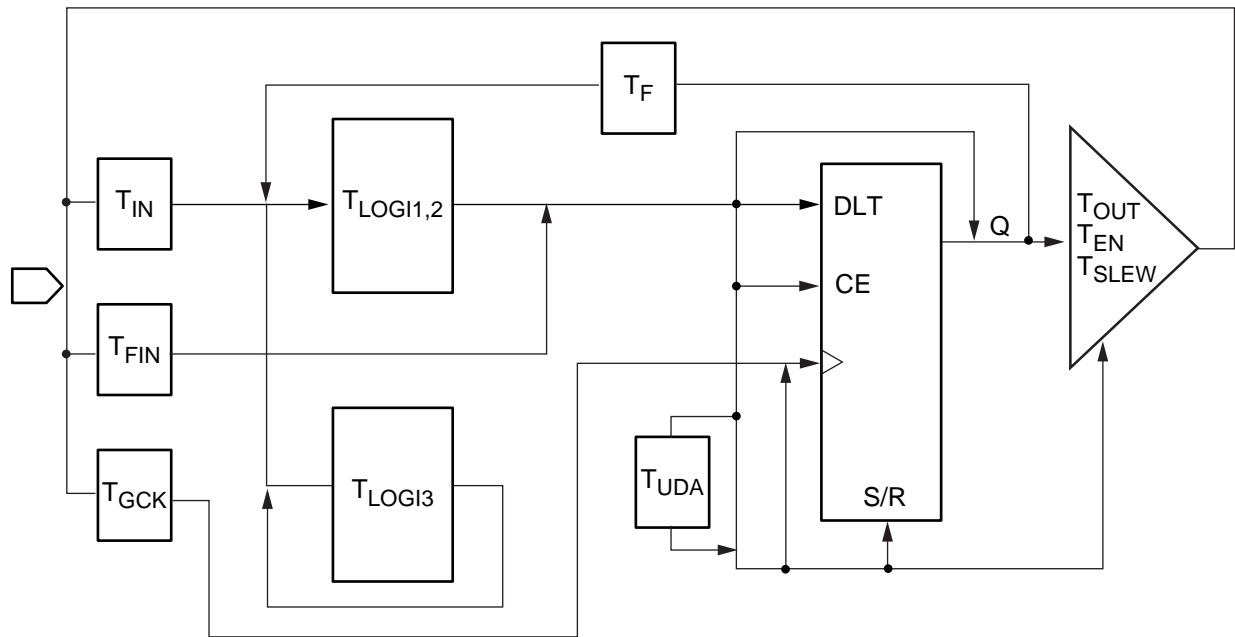 T_F
T_IN
T_LOGI1,2
DLT
Q
T_OUT
T_EN
T_SLEW
CE
T_FIN
T_GCK
T_LOGI3
T_UDA
S/R